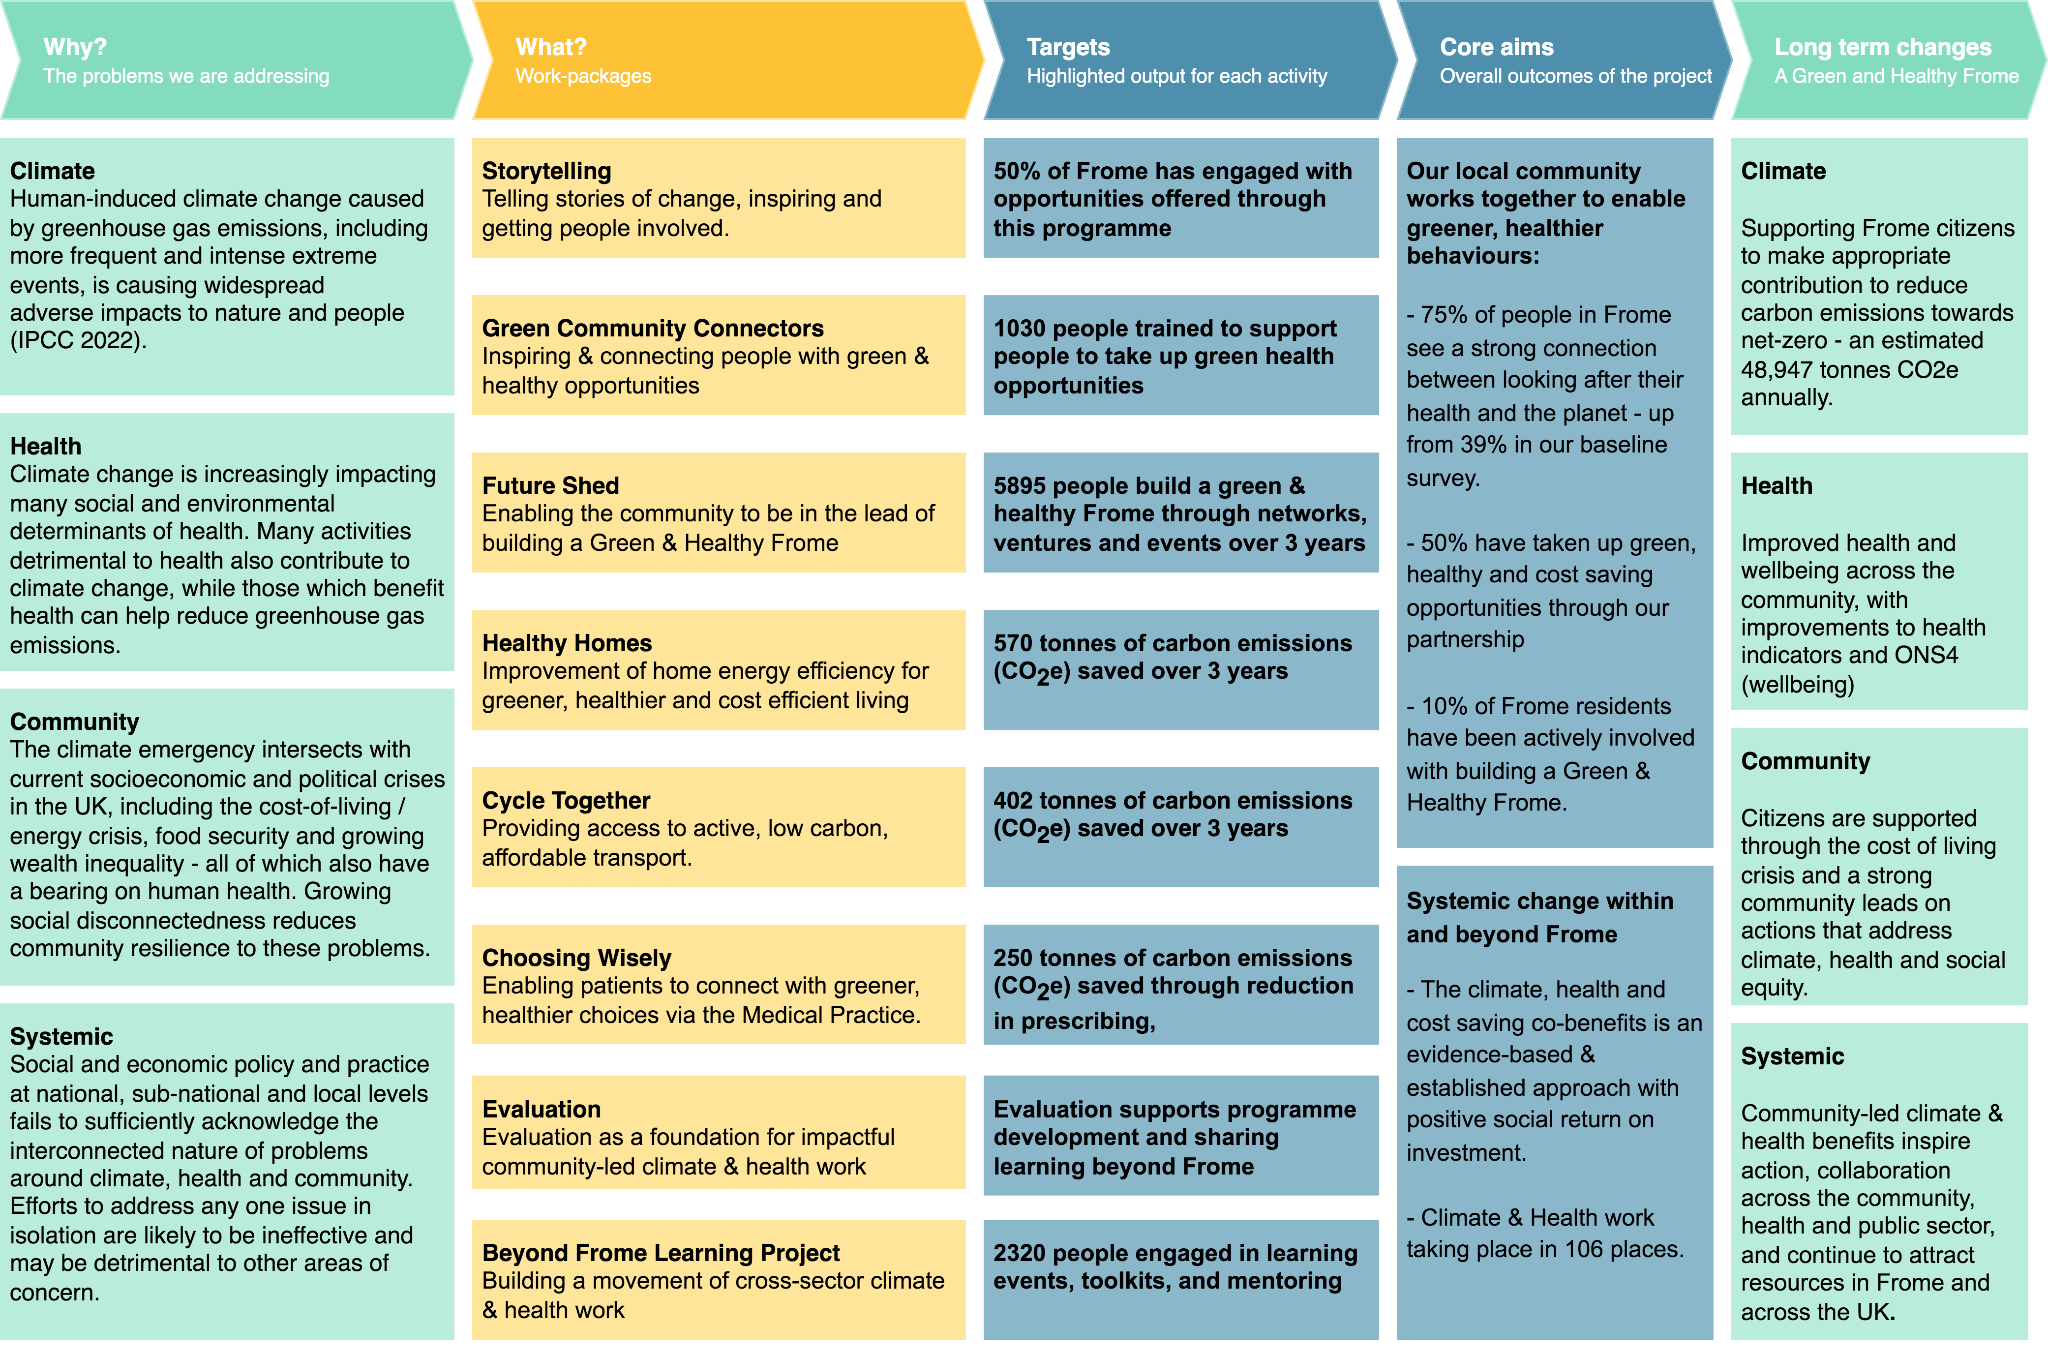 Why?
The problems we are addressing
What?
Work-packages
Targets
Highlighted output for each activity
Core aims
Overall outcomes of the project
Long term changes
A Green and Healthy Frome
Climate
Human-induced climate change caused
by greenhouse gas emissions, including
more frequent and intense extreme
events, is causing widespread
adverse impacts to nature and people
(IPCC 2022).
Health
Climate change is increasingly impacting
many social and environmental
determinants of health. Many activities
detrimental to health also contribute to
climate change, while those which benefit
health can help reduce greenhouse gas
emissions.
Community
The climate emergency intersects with
current socioeconomic and political crises
in the UK, including the cost-of-living /
energy crisis, food security and growing
wealth inequality - all of which also have
a bearing on human health. Growing
social disconnectedness reduces
community resilience to these problems.
Systemic
Social and economic policy and practice
at national, sub-national and local levels
fails to sufficiently acknowledge the
interconnected nature of problems
around climate, health and community.
Efforts to address any one issue in
isolation are likely to be ineffective and
may be detrimental to other areas of
concern.
Storytelling
Telling stories of change, inspiring and
getting people involved.
Green Community Connectors
Inspiring & connecting people with green &
healthy opportunities
Future Shed
Enabling the community to be in the lead of
building a Green & Healthy Frome
Healthy Homes
Improvement of home energy efficiency for
greener, healthier and cost efficient living
Cycle Together
Providing access to active, low carbon,
affordable transport.
Choosing Wisely
Enabling patients to connect with greener,
healthier choices via the Medical Practice.
Evaluation
Evaluation as a foundation for impactful
community-led climate & health work
Beyond Frome Learning Project
Building a movement of cross-sector climate
& health work
50% of Frome has engaged with
opportunities offered through
this programme
1030 people trained to support
people to take up green health
opportunities
5895 people build a green &
healthy Frome through networks,
ventures and events over 3 years
570 tonnes of carbon emissions
(CO2e) saved over 3 years
402 tonnes of carbon emissions
(CO2e) saved over 3 years
250 tonnes of carbon emissions
(CO2e) saved through reduction
in prescribing,
Evaluation supports programme
development and sharing
learning beyond Frome
2320 people engaged in learning
events, toolkits, and mentoring
Our local community
works together to enable
greener, healthier
behaviours:
- 75% of people in Frome
see a strong connection
between looking after their
health and the planet - up
from 39% in our baseline
survey.
- 50% have taken up green,
healthy and cost saving
opportunities through our
partnership
- 10% of Frome residents
have been actively involved
with building a Green &
Healthy Frome.
Systemic change within
and beyond Frome
- The climate, health and
cost saving co-benefits is an
evidence-based &
established approach with
positive social return on
investment.
- Climate & Health work
taking place in 106 places.
Climate
Supporting Frome citizens
to make appropriate
contribution to reduce
carbon emissions towards
net-zero - an estimated
48,947 tonnes CO2e
annually.
Health
Improved health and
wellbeing across the
community, with
improvements to health
indicators and ONS4
(wellbeing)
Community
Citizens are supported
through the cost of living
crisis and a strong
community leads on
actions that address
climate, health and social
equity.
Systemic
Community-led climate &
health benefits inspire
action, collaboration
across the community,
health and public sector,
and continue to attract
resources in Frome and
across the UK.